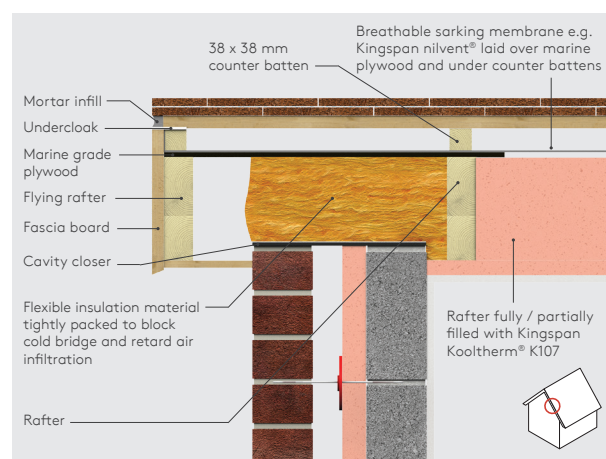 38 x 38 mm
counter batten
Breathable sarking membrane e.g.
Kingspan nilvent® laid over marine
plywood and under counter battens
Mortar infill
Undercloak
Marine grade
plywood
Flying rafter
Fascia board
Cavity closer
Flexible insulation material
tightly packed to block
cold bridge and retard air
infiltration
Rafter
Rafter fully / partially
filled with Kingspan
Kooltherm® K107